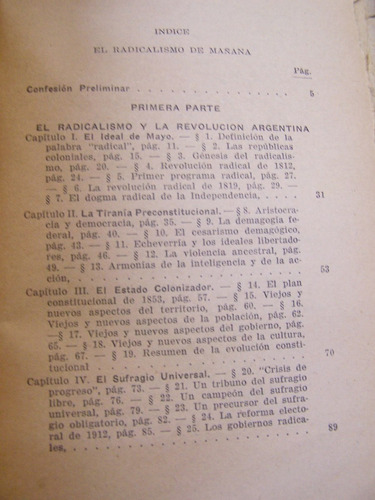 INDICE
EL RADICALISMO DE MAÑANA
Pág.
Confesión Preliminar ... 5
PRIMERA PARTE
EL RADICALISMO Y LA REVOLUCION ARGENTINA
Capítulo I. El Ideal de Mayo. — § 1. Definición de la
palabra "radical", pág. 11. — § 2. Las repúblicas
coloniales, pág. 15. — § 3. Génesis del radicalis-
mo, pág. 20. — § 4. Revolución radical de 1812,
pág. 24. — § 5. Primer programa radical, pág. 27.
— § 6. La revolución radical de 1819, pág. 29. —
§ 7. El dogma radical de la Independencia, ... 31
Capítulo II. La Tiranía Preconstitucional. — § 8. Aristocra-
cia y democracia, pág. 35. — § 9. La demagogia fe-
deral, pág. 40. — § 10. El cesarismo demagógico,
pág. 43. — § 11. Echeverría y los ideales libertado-
res, pág. 46. — § 12. La violencia ancestral, pág.
49. — § 13. Armonías de la inteligencia y de la ac-
ción, ... 53
Capítulo III. El Estado Colonizador. — § 14. El plan
constitucional de 1853, pág. 57. — § 15. Viejos y
nuevos aspectos del territorio, pág. 60. — § 16.
Viejos y nuevos aspectos de la población, pág. 62.
—§ 17. Viejos y nuevos aspectos del gobierno, pág.
65. — § 18. Viejos y nuevos aspectos de la cultura,
pág. 67. — § 19. Resumen de la evolución consti-
tucional ... 70
Capítulo IV. El Sufragio Universal. — § 20. "Crisis de
progreso", pág. 73. — § 21. Un tribuno del sufragio
libre, pág. 76. — § 22. Un campeón del sufragio
universal, pág. 79. — § 23. Un precursor del sufra-
gio obligatorio, pág. 82. — § 24. La reforma electo-
ral de 1912, pág. 85. — § 25. Los gobiernos radica-
les, ... 89